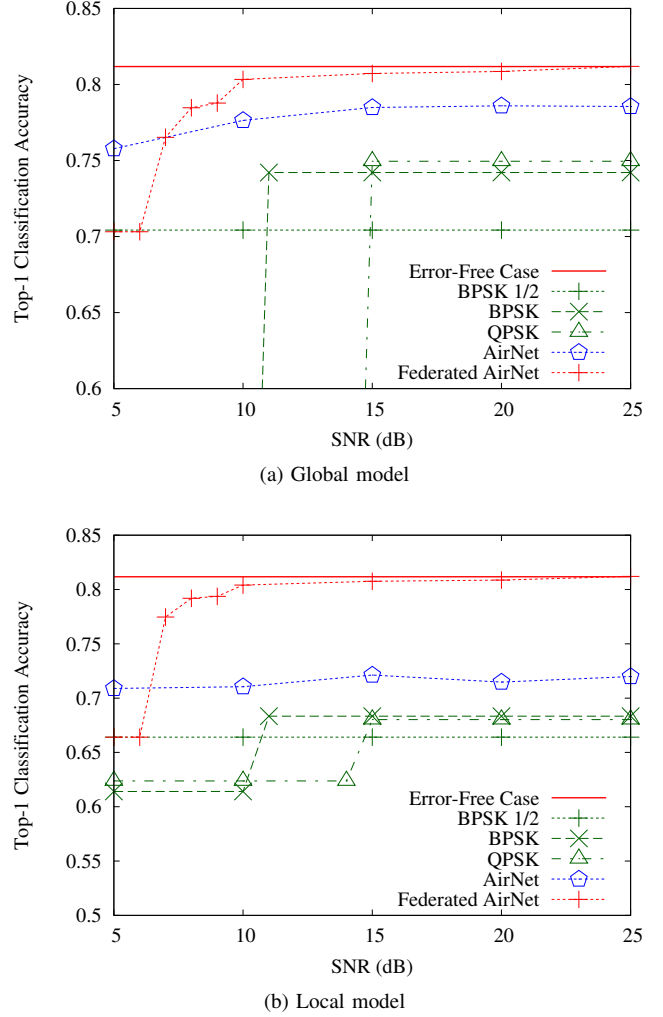 0.85
0.8
0.75
0.7
0.65
0.6
Top-1 Classification Accuracy
Error-Free Case
BPSK 1/2
BPSK
QPSK
AirNet
Federated AirNet
5 10 15 20 25
SNR (dB)
(a) Global model
0.85
0.8
0.75
0.7
0.65
0.6
0.55
0.5
Top-1 Classification Accuracy
Error-Free Case
BPSK 1/2
BPSK
QPSK
AirNet
Federated AirNet
5 10 15 20 25
SNR (dB)
(b) Local model